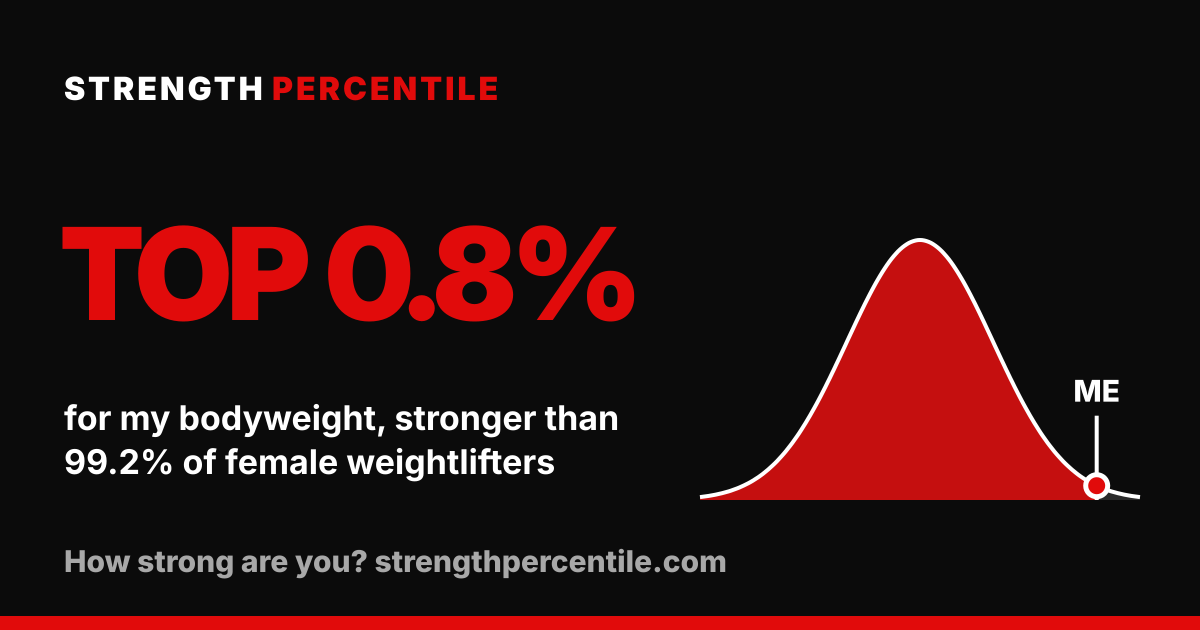 STRENGTH PERCENTILE
TOP 0.8%
for my bodyweight, stronger than
99.2% of female weightlifters
ME
How strong are you? strengthpercentile.com